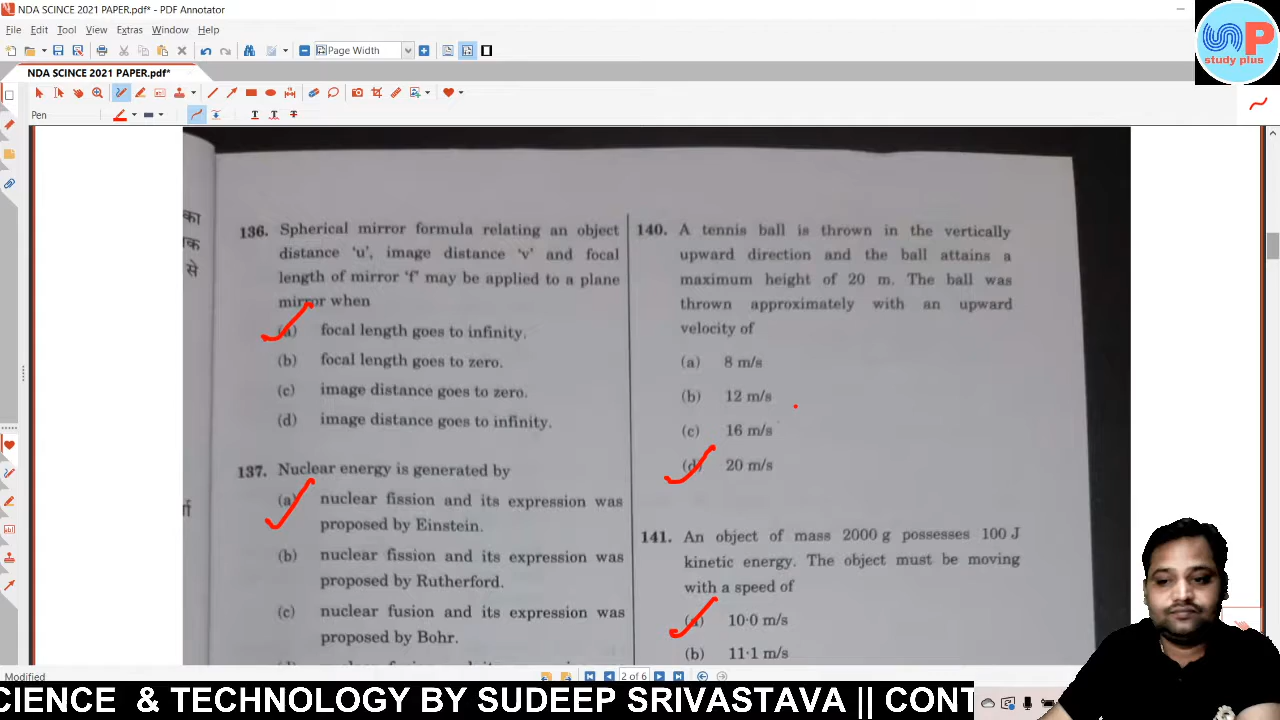 NDA SCINCE 2021 PAPER.pdf* - PDF Annotator
File Edit Tool View Extras Window Help
Page Width
NDA SCINCE 2021 PAPER.pdf*
Pen
study plus
का
क
से
136. Spherical mirror formula relating an object
distance 'u', image distance 'v' and focal
length of mirror 'f' may be applied to a plane
mirror when
(a) focal length goes to infinity.
(b) focal length goes to zero.
(c) image distance goes to zero.
(d) image distance goes to infinity.
137. Nuclear energy is generated by
(a) nuclear fission and its expression was
proposed by Einstein.
(b) nuclear fission and its expression was
proposed by Rutherford.
(c) nuclear fusion and its expression was
proposed by Bohr.
140. A tennis ball is thrown in the vertically
upward direction and the ball attains a
maximum height of 20 m. The ball was
thrown approximately with an upward
velocity of
(a) 8 m/s
(b) 12 m/s
(c) 16 m/s
(d) 20 m/s
141. An object of mass 2000 g possesses 100 J
kinetic energy. The object must be moving
with a speed of
(a) 10·0 m/s
(b) 11·1 m/s
Modified
2 of 6
SCIENCE & TECHNOLOGY BY SUDEEP SRIVASTAVA || CONT